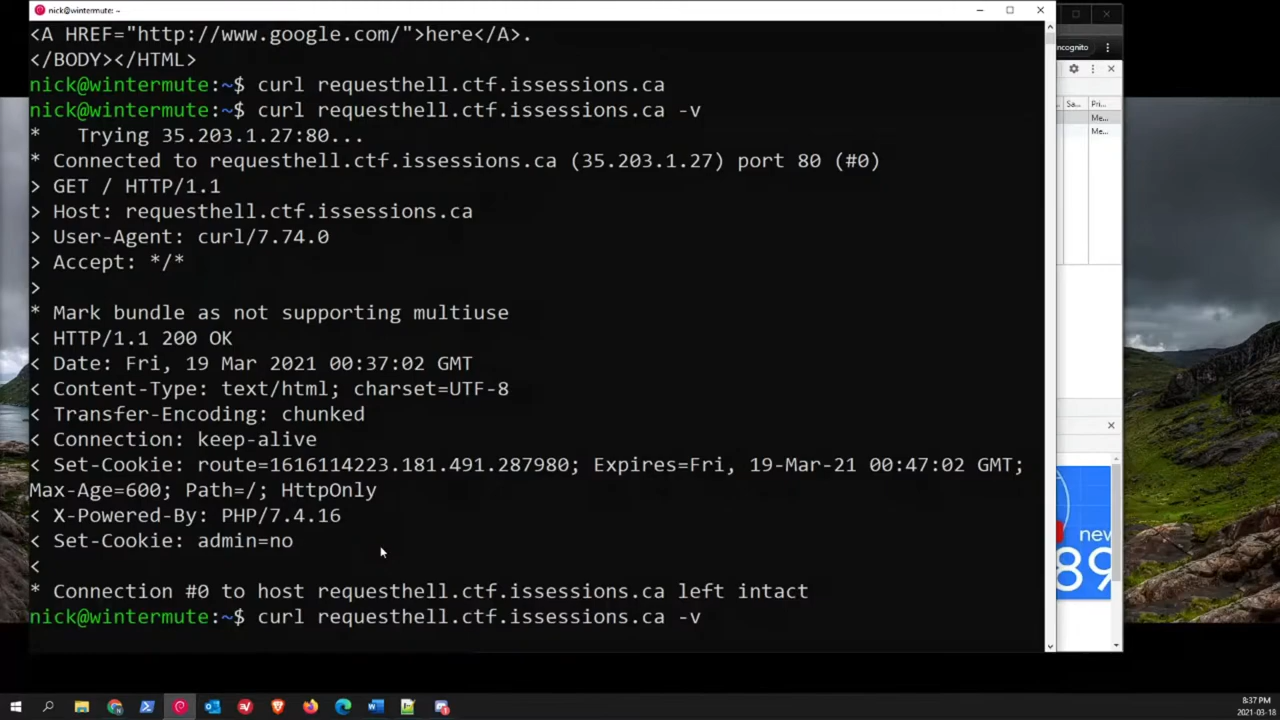 nick@wintermute: ~
<A HREF="http://www.google.com/">here</A>.
</BODY></HTML>
nick@wintermute:~$ curl requesthell.ctf.issessions.ca
nick@wintermute:~$ curl requesthell.ctf.issessions.ca -v
*   Trying 35.203.1.27:80...
* Connected to requesthell.ctf.issessions.ca (35.203.1.27) port 80 (#0)
> GET / HTTP/1.1
> Host: requesthell.ctf.issessions.ca
> User-Agent: curl/7.74.0
> Accept: */*
>
* Mark bundle as not supporting multiuse
< HTTP/1.1 200 OK
< Date: Fri, 19 Mar 2021 00:37:02 GMT
< Content-Type: text/html; charset=UTF-8
< Transfer-Encoding: chunked
< Connection: keep-alive
< Set-Cookie: route=1616114223.181.491.287980; Expires=Fri, 19-Mar-21 00:47:02 GMT;
Max-Age=600; Path=/; HttpOnly
< X-Powered-By: PHP/7.4.16
< Set-Cookie: admin=no
<
* Connection #0 to host requesthell.ctf.issessions.ca left intact
nick@wintermute:~$ curl requesthell.ctf.issessions.ca -v
cognito
Sa... Pri...
Me...
Me...
new
89
8:37 PM
2021-03-18